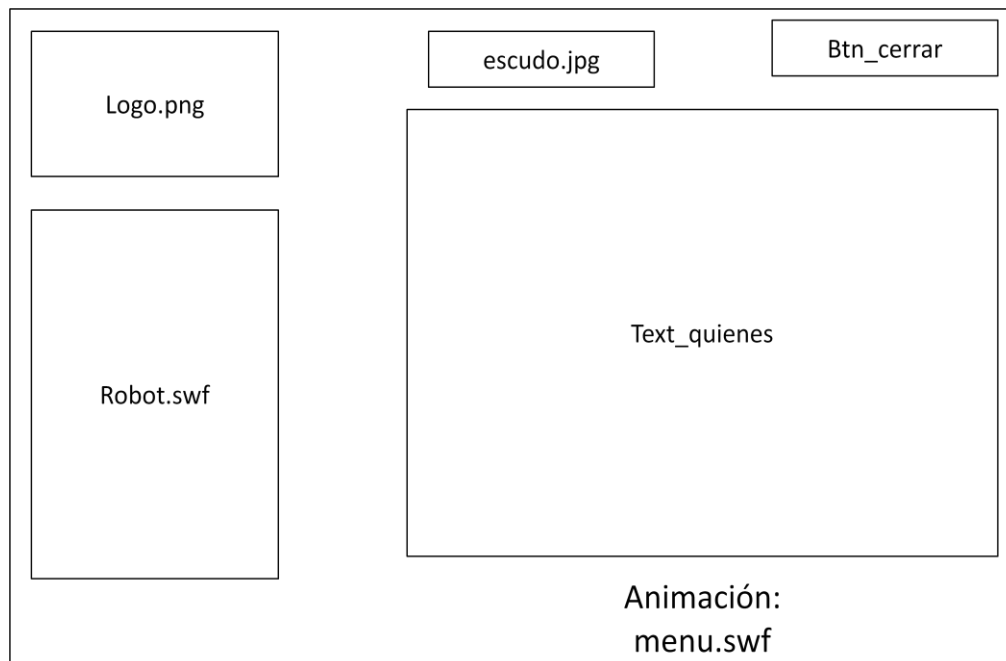 Logo.png
escudo.jpg
Btn_cerrar
Robot.swf
Text_quienes
Animación:
menu.swf